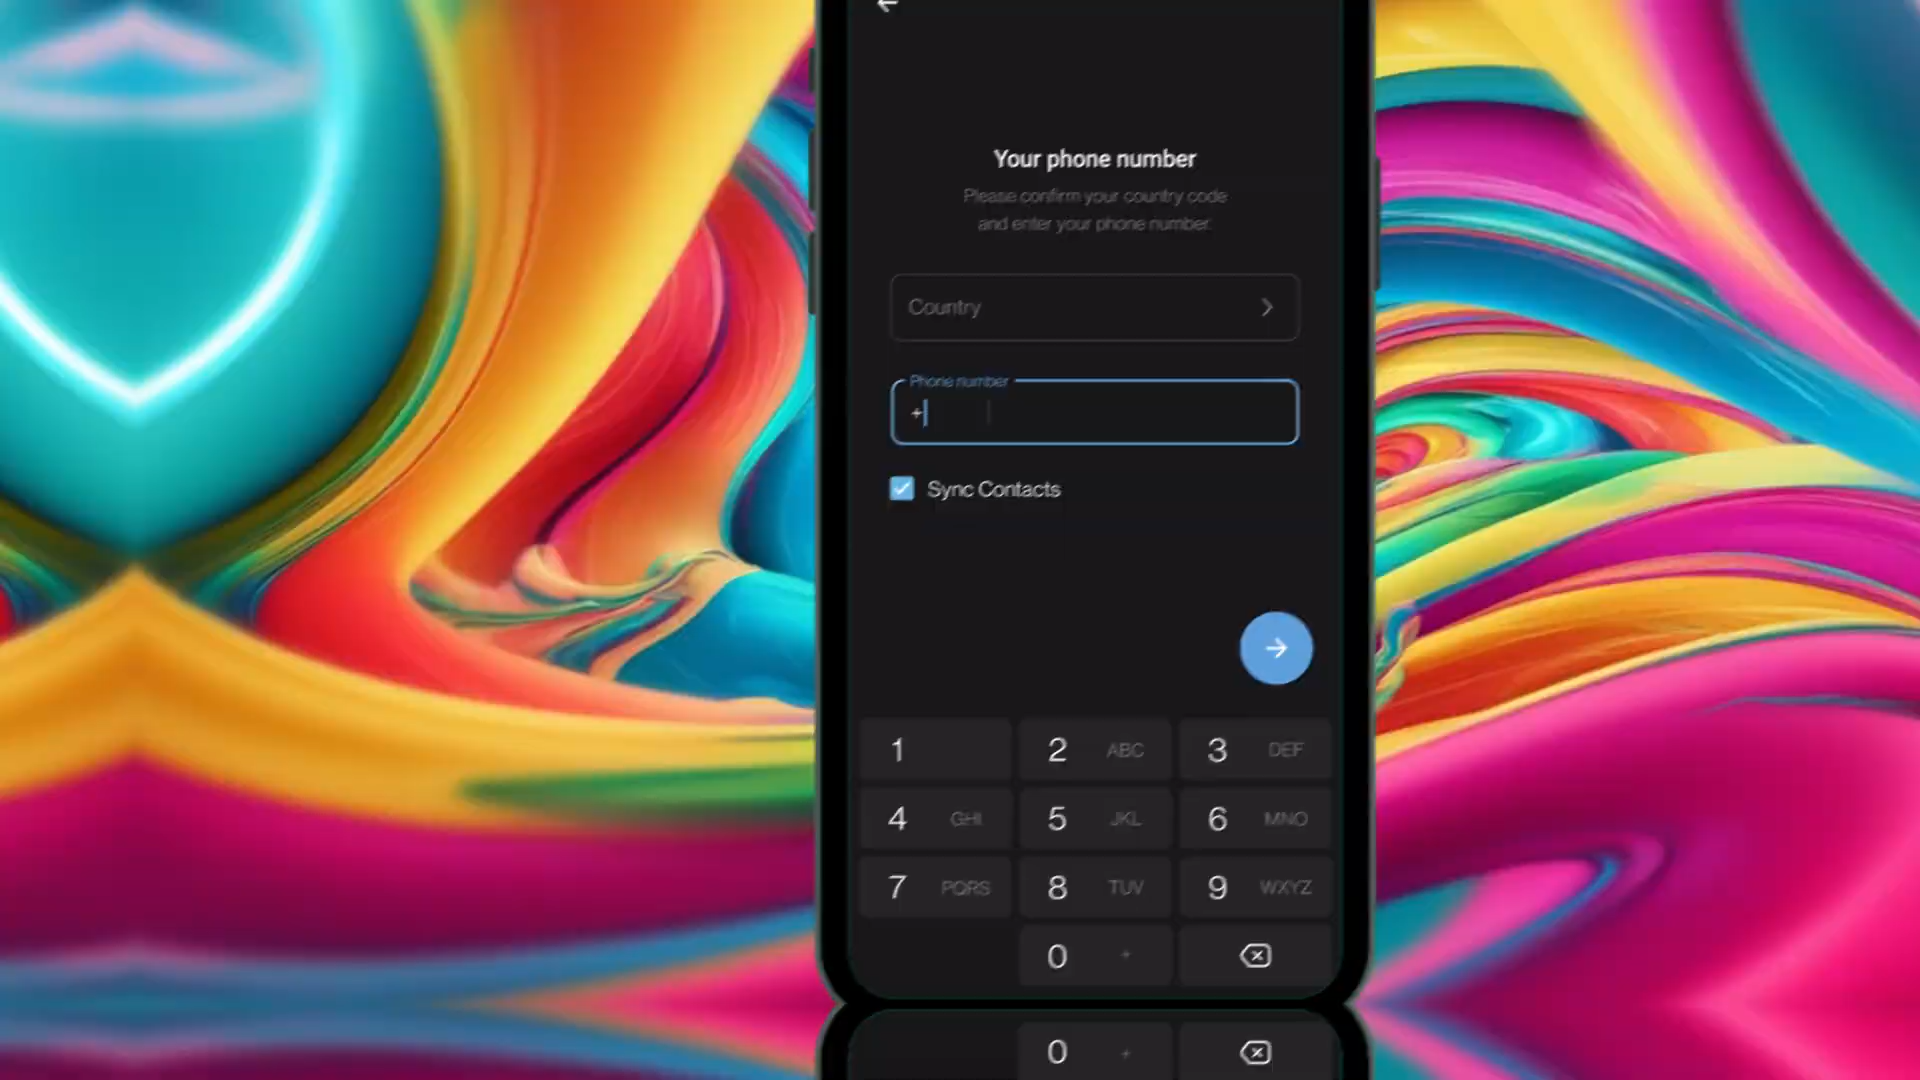 Your phone number
Please confirm your country code
and enter your phone number.
Country
Phone number
+
Sync Contacts
1
2 ABC
3 DEF
4 GHI
5 JKL
6 MNO
7 PQRS
8 TUV
9 WXYZ
0 +
0 +